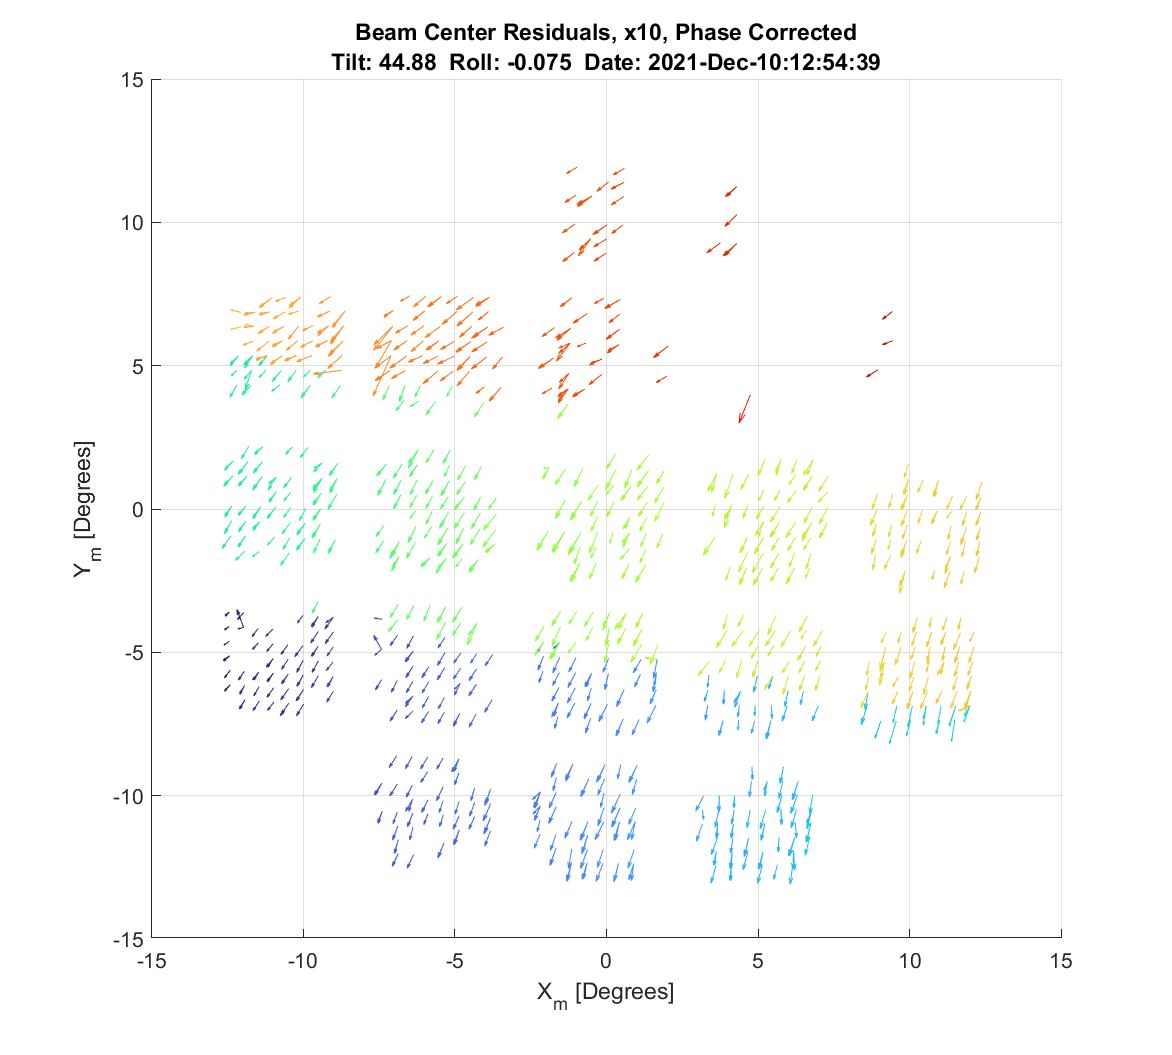 Beam Center Residuals, x10, Phase Corrected
Tilt: 44.88 Roll: -0.075 Date: 2021-Dec-10:12:54:39
15
10
5
0
-5
-10
-15
Y_m [Degrees]
-15 -10 -5 0 5 10 15
X_m [Degrees]